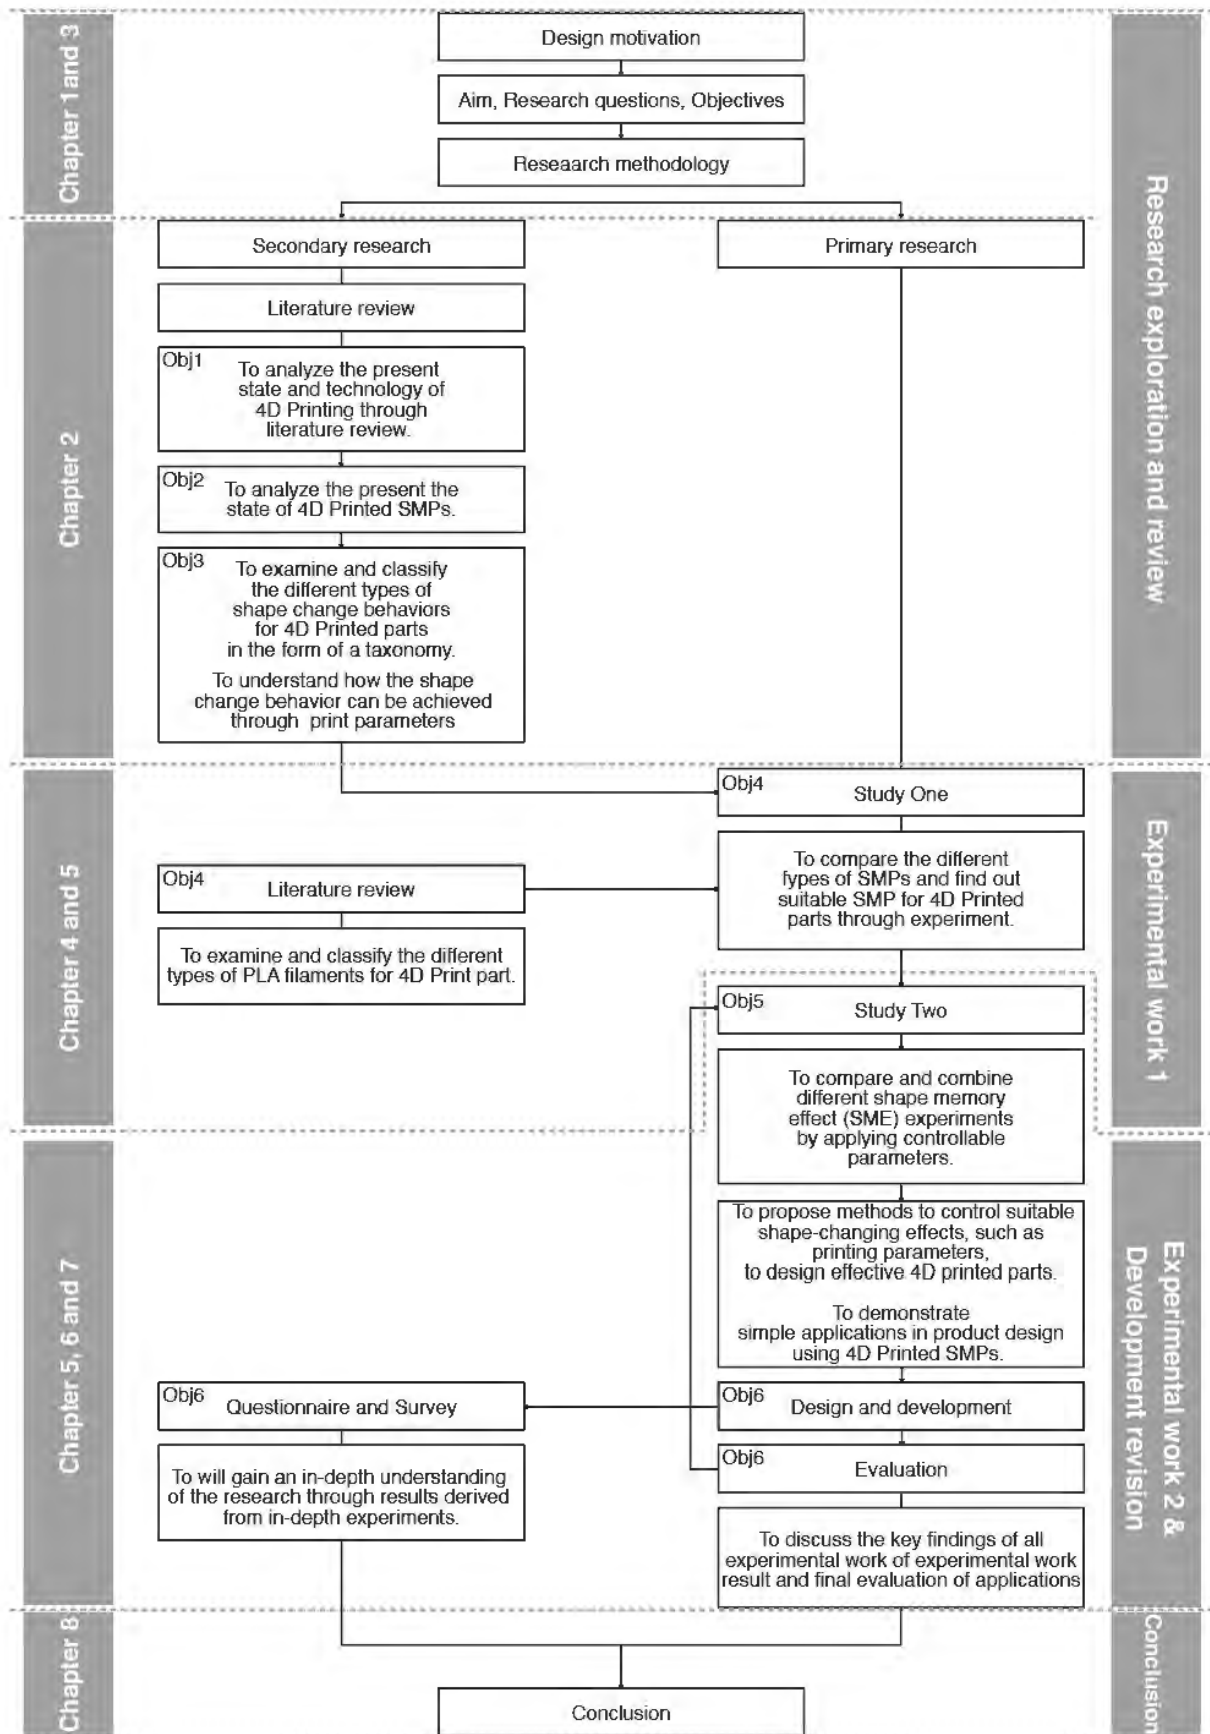 Chapter 1 and 3
Design motivation
Aim, Research questions, Objectives
Reseaarch methodology
Research exploration and review
Chapter 2
Secondary research
Primary research
Literature review
Obj1
To analyze the present
state and technology of
4D Printing through
literature review.
Obj2
To analyze the present the
state of 4D Printed SMPs.
Obj3
To examine and classify
the different types of
shape change behaviors
for 4D Printed parts
in the form of a taxonomy.
To understand how the shape
change behavior can be achieved
through print parameters
Chapter 4 and 5
Obj4
Study One
Experimental work 1
Obj4
Literature review
To compare the different
types of SMPs and find out
suitable SMP for 4D Printed
parts through experiment.
To examine and classify the different
types of PLA filaments for 4D Print part.
Obj5
Study Two
To compare and combine
different shape memory
effect (SME) experiments
by applying controllable
parameters.
Chapter 5, 6 and 7
Experimental work 2 &
Development revision
To propose methods to control suitable
shape-changing effects, such as
printing parameters,
to design effective 4D printed parts.
To demonstrate
simple applications in product design
using 4D Printed SMPs.
Obj6
Questionnaire and Survey
Obj6
Design and development
Obj6
Evaluation
To will gain an in-depth understanding
of the research through results derived
from in-depth experiments.
To discuss the key findings of all
experimental work of experimental work
result and final evaluation of applications
Chapter 8
Conclusion
Conclusion